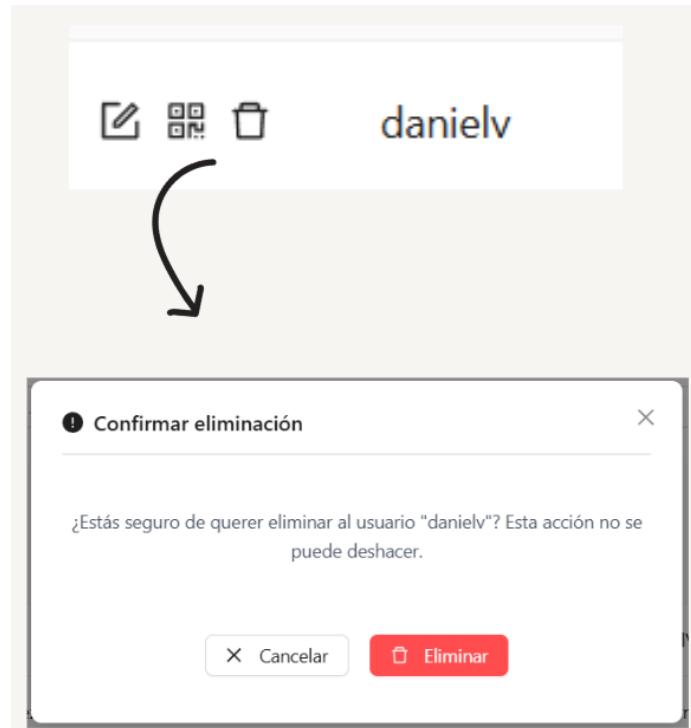 danielv
Confirmar eliminación
¿Estás seguro de querer eliminar al usuario "danielv"? Esta acción no se
puede deshacer.
Cancelar
Eliminar